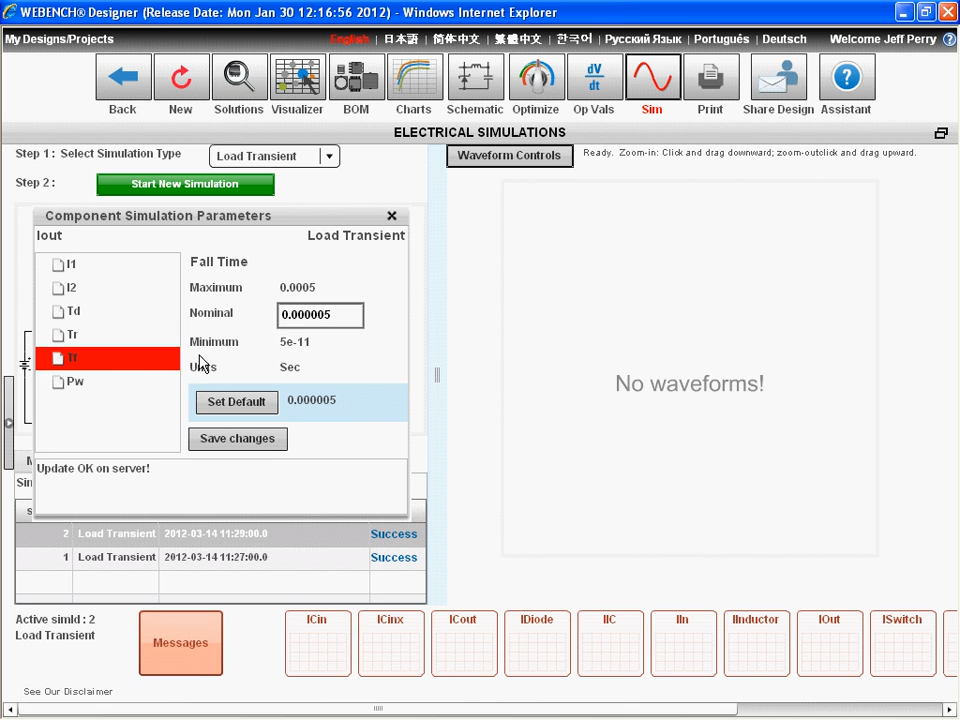 WEBENCH® Designer (Release Date: Mon Jan 30 12:16:56 2012) - Windows Internet Explorer
My Designs/Projects English | 日本語 | 简体中文 | 繁體中文 | 한국어 | Русский Язык | Português | Deutsch Welcome Jeff Perry ?
dV
dt
?
Back New Solutions Visualizer BOM Charts Schematic Optimize Op Vals Sim Print Share Design Assistant
ELECTRICAL SIMULATIONS
Step 1: Select Simulation Type Load Transient
Waveform Controls Ready. Zoom-in: Click and drag downward; zoom-outclick and drag upward.
Step 2: Start New Simulation
Component Simulation Parameters
Iout Load Transient
I1
I2
Td
Tr
Tf
Pw
Fall Time
Maximum 0.0005
Nominal 0.000005
Minimum 5e-11
Units Sec
Set Default 0.000005
Save changes
Update OK on server!
No waveforms!
Sin
2 Load Transient 2012-03-14 11:29:00.0 Success
1 Load Transient 2012-03-14 11:27:00.0 Success
Active simId : 2
Load Transient
Messages
ICin ICinx ICout IDiode IIC IIn IInductor IOut ISwitch
See Our Disclaimer